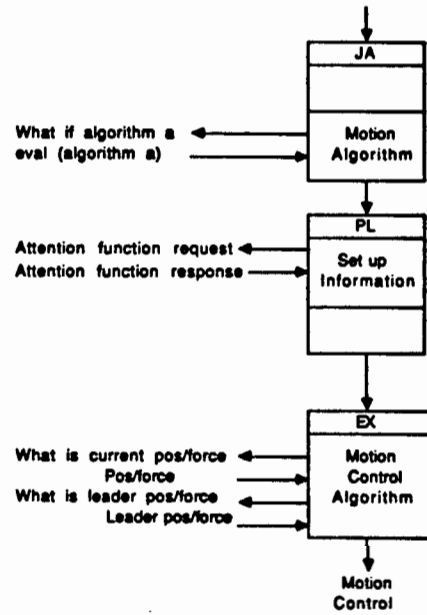 JA
What if algorithm a
eval (algorithm a)
Motion
Algorithm
PL
Attention function request
Attention function response
Set up
Information
EX
What is current pos/force
Pos/force
What is leader pos/force
Leader pos/force
Motion
Control
Algorithm
Motion
Control